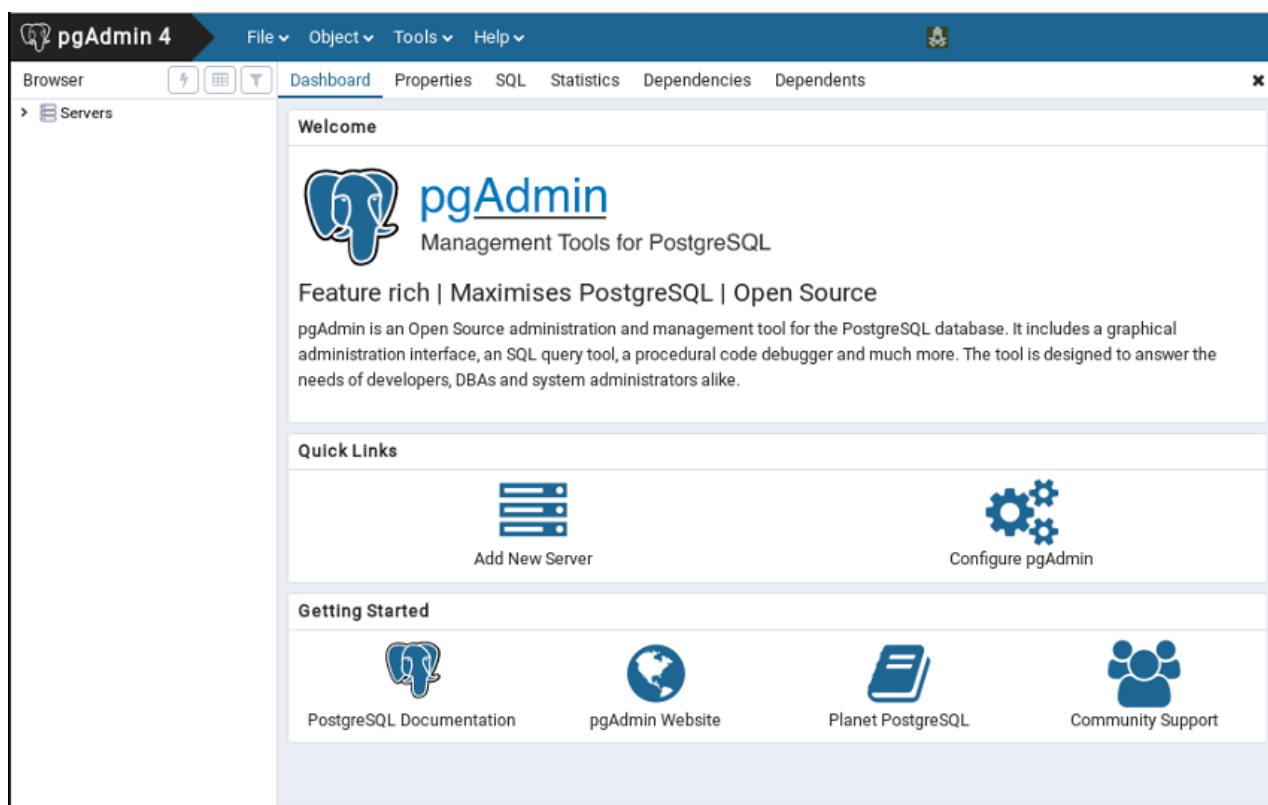 pgAdmin 4
File Object Tools Help
Browser
Dashboard Properties SQL Statistics Dependencies Dependents
Servers
Welcome
pgAdmin
Management Tools for PostgreSQL
Feature rich | Maximises PostgreSQL | Open Source
pgAdmin is an Open Source administration and management tool for the PostgreSQL database. It includes a graphical
administration interface, an SQL query tool, a procedural code debugger and much more. The tool is designed to answer the
needs of developers, DBAs and system administrators alike.
Quick Links
Add New Server Configure pgAdmin
Getting Started
PostgreSQL Documentation pgAdmin Website Planet PostgreSQL Community Support